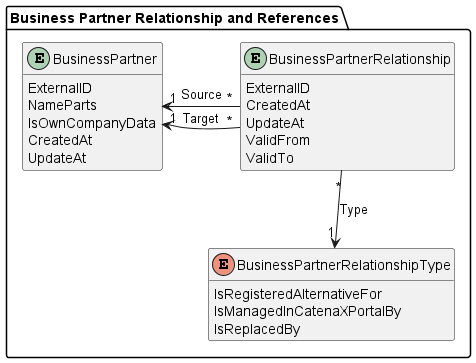 Business Partner Relationship and References
E BusinessPartner
ExternalID
NameParts
IsOwnCompanyData
CreatedAt
UpdateAt
E BusinessPartnerRelationship
ExternalID
CreatedAt
UpdateAt
ValidFrom
ValidTo
1 Source *
1 Target *
*
Type
1
E BusinessPartnerRelationshipType
IsRegisteredAlternativeFor
IsManagedInCatenaXPortalBy
IsReplacedBy